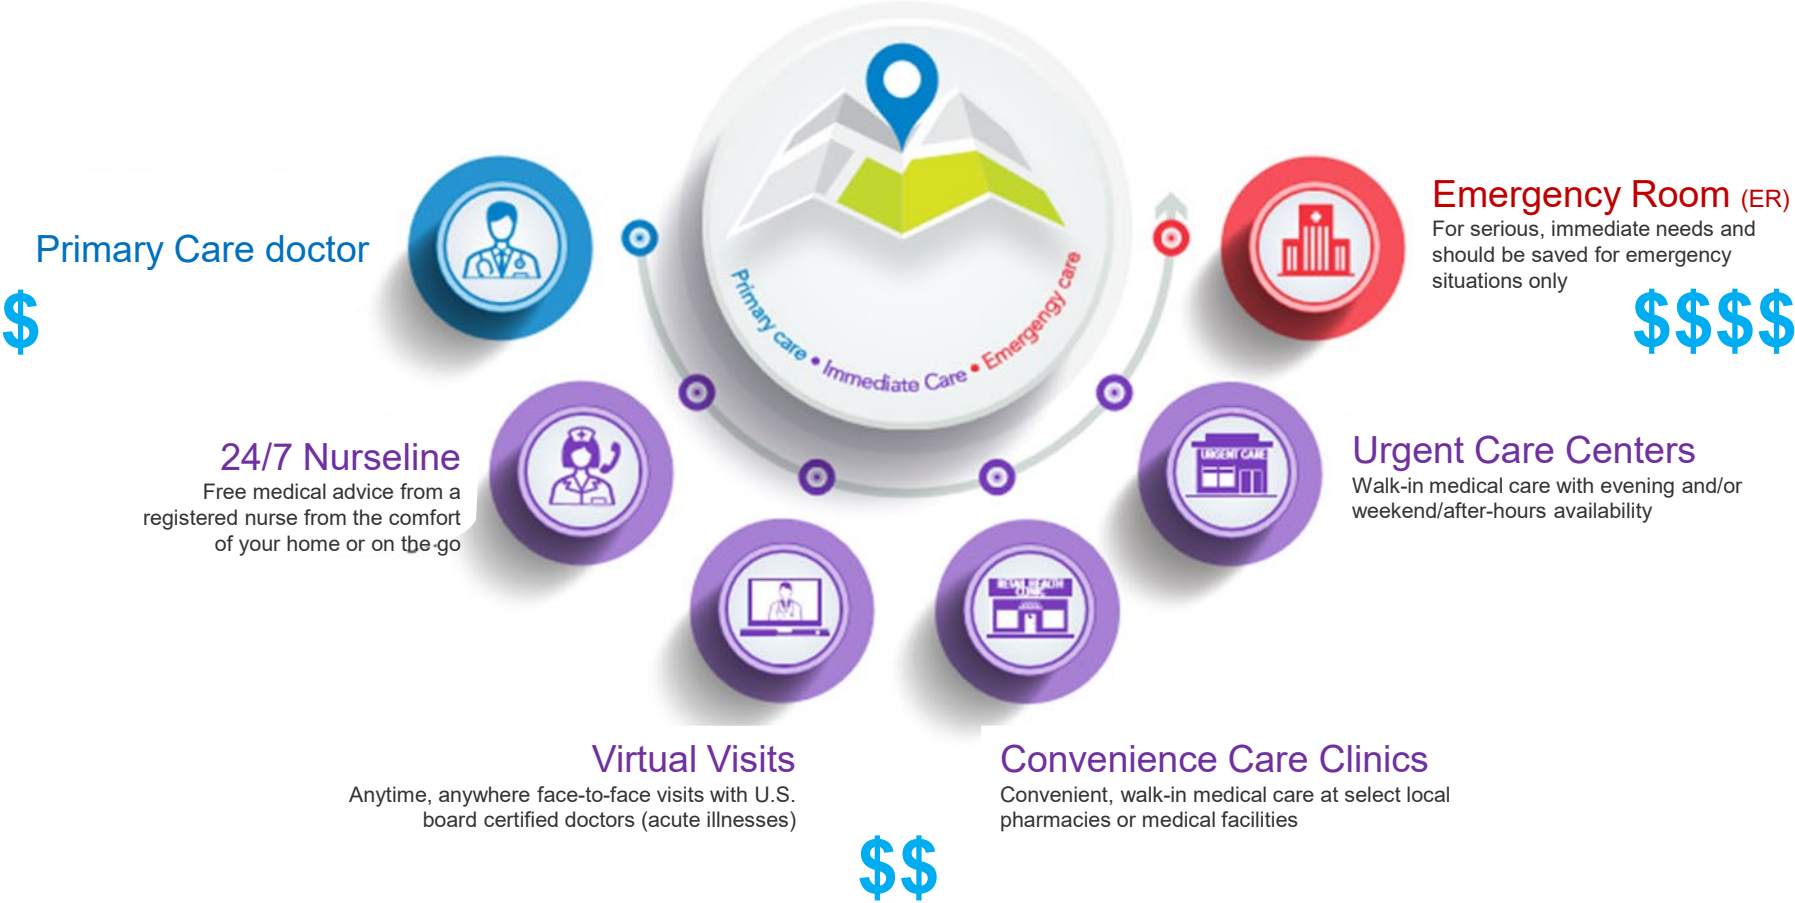 Primary Care doctor
$
24/7 Nurseline
Free medical advice from a
registered nurse from the comfort
of your home or on the go
Virtual Visits
Anytime, anywhere face-to-face visits with U.S.
board certified doctors (acute illnesses)
$$
Convenience Care Clinics
Convenient, walk-in medical care at select local
pharmacies or medical facilities
RETAIL HEALTH
CLINIC
Urgent Care Centers
Walk-in medical care with evening and/or
weekend/after-hours availability
URGENT CARE
Emergency Room (ER)
For serious, immediate needs and
should be saved for emergency
situations only
$$$$
Primary care • Immediate Care • Emergengy care